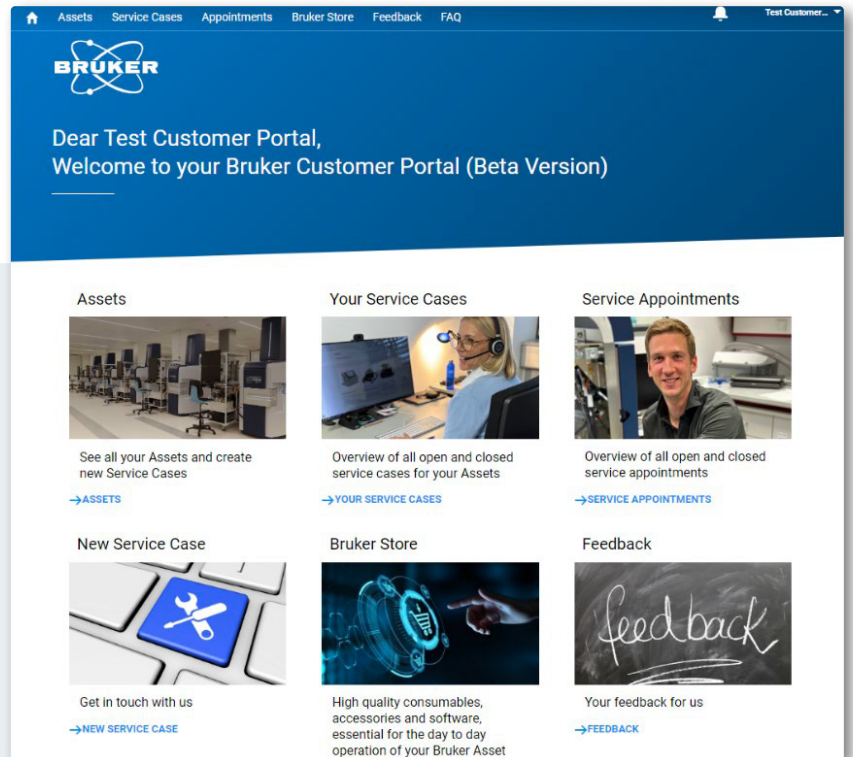 Assets Service Cases Appointments Bruker Store Feedback FAQ Test Customer...
BRUKER
Dear Test Customer Portal,
Welcome to your Bruker Customer Portal (Beta Version)
Assets
See all your Assets and create
new Service Cases
→ASSETS
Your Service Cases
Overview of all open and closed
service cases for your Assets
→YOUR SERVICE CASES
Service Appointments
Overview of all open and closed
service appointments
→SERVICE APPOINTMENTS
New Service Case
Get in touch with us
→NEW SERVICE CASE
Bruker Store
High quality consumables,
accessories and software,
essential for the day to day
operation of your Bruker Asset
Feedback
feedback
Your feedback for us
→FEEDBACK